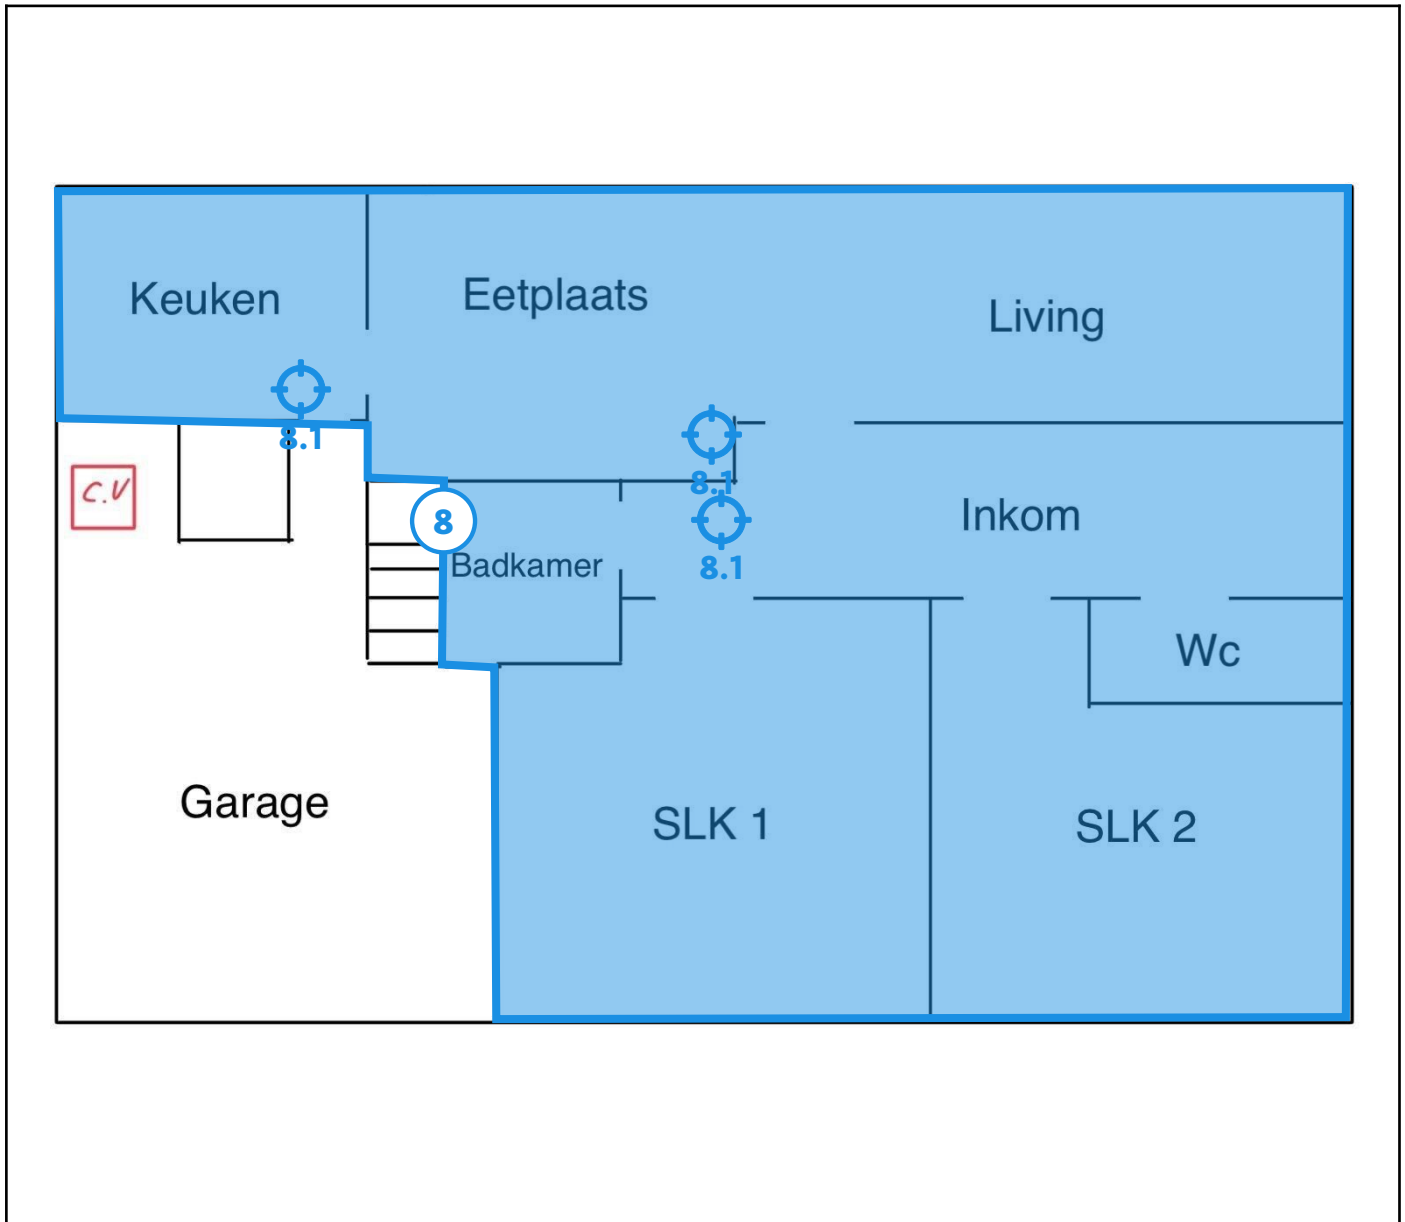 Keuken
Eetplaats
Living
8.1
8.1
C.V
8
Inkom
Badkamer
8.1
Wc
Garage
SLK 1
SLK 2